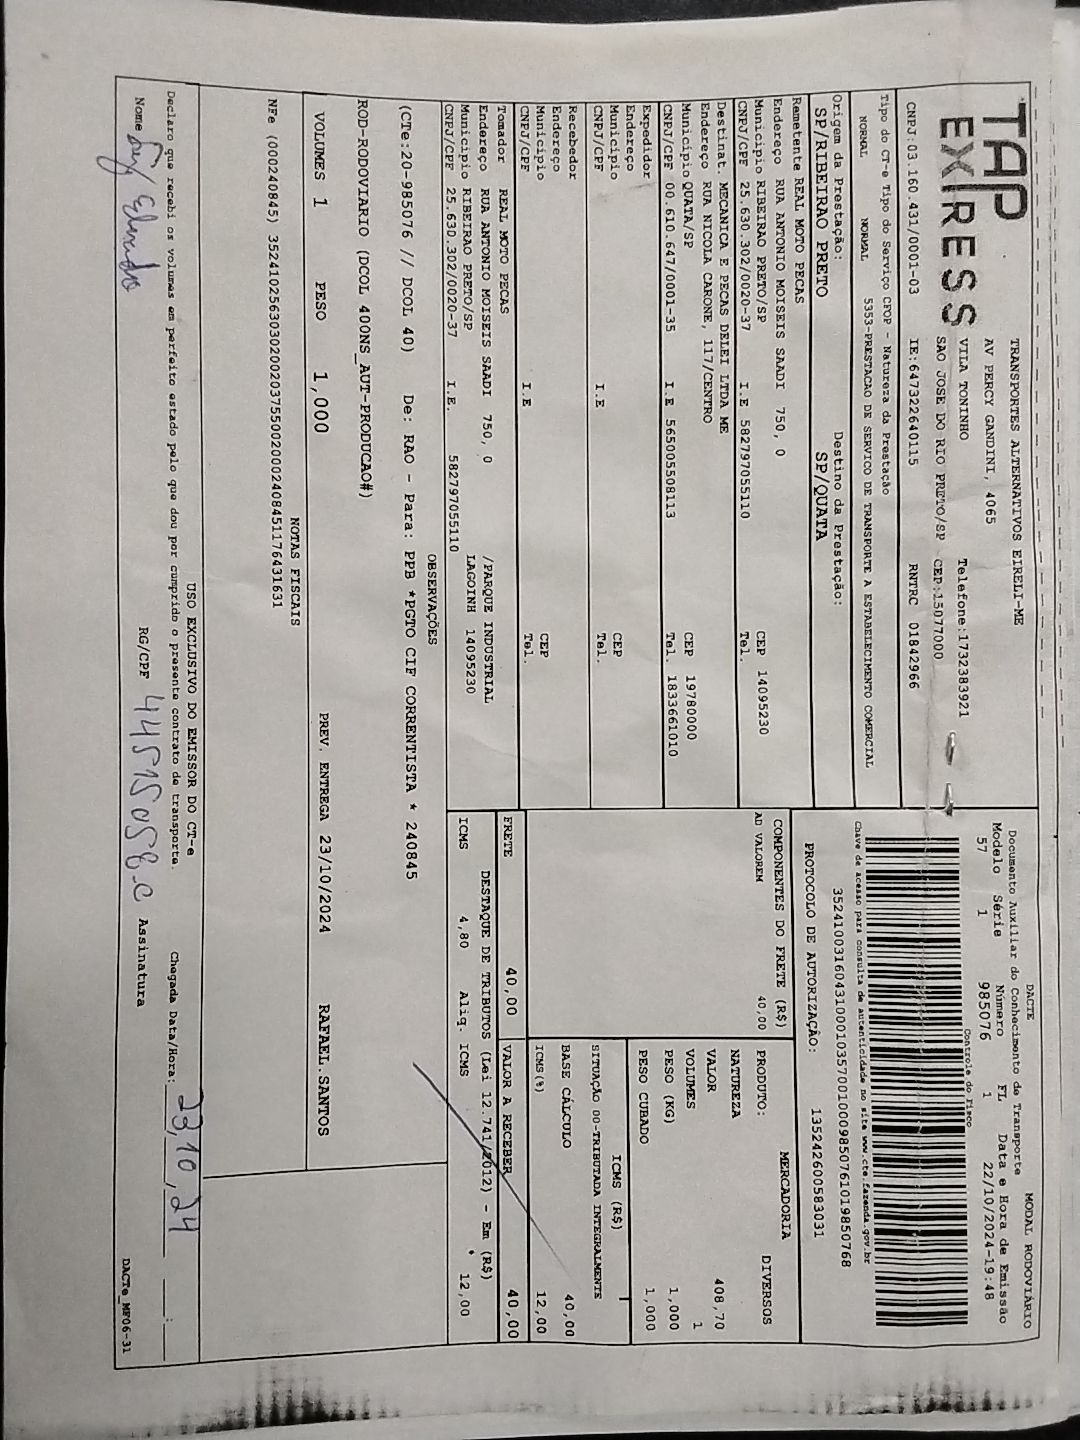 TAP
EXPRESS
TRANSPORTES ALTERNATIVOS EIRELI-ME
AV PERCY GANDINI, 4065
VILA TONINHO Telefone:1732383921
SAO JOSE DO RIO PRETO/SP CEP:15077000
CNPJ.03.160.431/0001-03 IE:647322640115 RNTRC 01842966
Tipo do CT-e Tipo do Serviço CFOP - Natureza da Prestação
NORMAL NORMAL 5353-PRESTACAO DE SERVICO DE TRANSPORTE A ESTABELECIMENTO COMERCIAL
Origem da Prestação: Destino da Prestação:
SP/RIBEIRAO PRETO SP/QUATA
Remetente REAL MOTO PECAS
Endereço RUA ANTONIO MOISEIS SAADI 750, 0
Municipio RIBEIRAO PRETO/SP CEP 14095230
CNPJ/CPF 25.630.302/0020-37 I.E 582797055110 Tel.
Destinat. MECANICA E PECAS DELEI LTDA ME
Endereço RUA NICOLA CARONE, 117/CENTRO
Municipio QUATA/SP CEP 19780000
CNPJ/CPF 00.610.647/0001-35 I.E 565005508113 Tel. 1833661010
Expedidor
Endereço
Município CEP
CNPJ/CPF I.E Tel.
Recebedor
Endereço
Município CEP
CNPJ/CPF I.E Tel.
Tomador REAL MOTO PECAS
Endereço RUA ANTONIO MOISEIS SAADI 750, 0 /PARQUE INDUSTRIAL
Municipio RIBEIRAO PRETO/SP LAGOINH 14095230
CNPJ/CPF 25.630.302/0020-37 I.E. 582797055110
DACTE MODAL RODOVIÁRIO
Documento Auxiliar do Conhecimento de Transporte
Modelo Série Número FL Data e Hora de Emissão
57 1 985076 1 22/10/2024-19:48
Controle do Fisco
Chave de acesso para consulta de autenticidade no site www.cte.fazenda.gov.br
35241003160431000103570010009850761019850768
PROTOCOLO DE AUTORIZAÇÃO: 135242600583031
COMPONENTES DO FRETE (R$)
AD VALOREM 40,00
MERCADORIA
PRODUTO: DIVERSOS
NATUREZA
VALOR 408,70
VOLUMES 1
PESO (KG) 1,000
PESO CUBADO 1,000
ICMS (R$)
SITUAÇÃO 00-TRIBUTADA INTEGRALMENTE
BASE CÁLCULO 40,00
ICMS(%) 12,00
FRETE 40,00 VALOR A RECEBER 40,00
DESTAQUE DE TRIBUTOS (Lei 12.741/2012) - Em (R$)
ICMS 4,80 Aliq. ICMS 12,00
OBSERVAÇÕES
(CTe:20-985076 // DCOL 40) De: RAO - Para: PPB *PGTO CIF CORRENTISTA * 240845
ROD-RODOVIARIO (DCOL 400NS_AUT-PRODUCAO#)
VOLUMES 1 PESO 1,000 PREV. ENTREGA 23/10/2024 RAFAEL.SANTOS
NOTAS FISCAIS
NFe (000240845) 35241025630302002037550020002408451176431631
USO EXCLUSIVO DO EMISSOR DO CT-e
Declaro que recebi os volumes em perfeito estado pelo que dou por cumprido o presente contrato de transporte. Chegada Data/Hora: 23/10/24 :
Nome RG/CPF Assinatura
DACTe_MF06-31